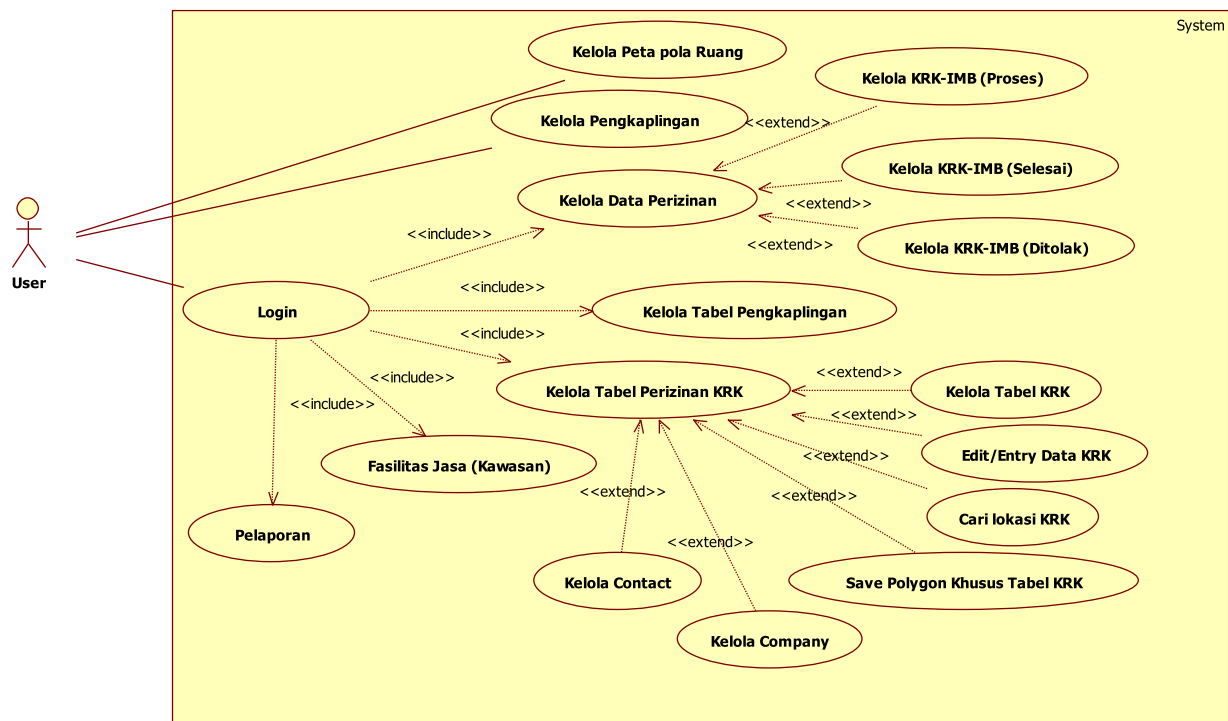 System
Kelola Peta pola Ruang
Kelola KRK-IMB (Proses)
Kelola Pengkaplingan
<<extend>>
Kelola KRK-IMB (Selesai)
Kelola Data Perizinan
<<extend>>
<<include>>
<<extend>>
Kelola KRK-IMB (Ditolak)
User
<<include>>
Login
Kelola Tabel Pengkaplingan
<<include>>
<<extend>>
<<include>>
Kelola Tabel Perizinan KRK
Kelola Tabel KRK
<<include>>
<<extend>>
Edit/Entry Data KRK
<<extend>>
Fasilitas Jasa (Kawasan)
<<extend>>
<<extend>>
Cari lokasi KRK
Pelaporan
<<extend>>
Kelola Contact
Save Polygon Khusus Tabel KRK
Kelola Company